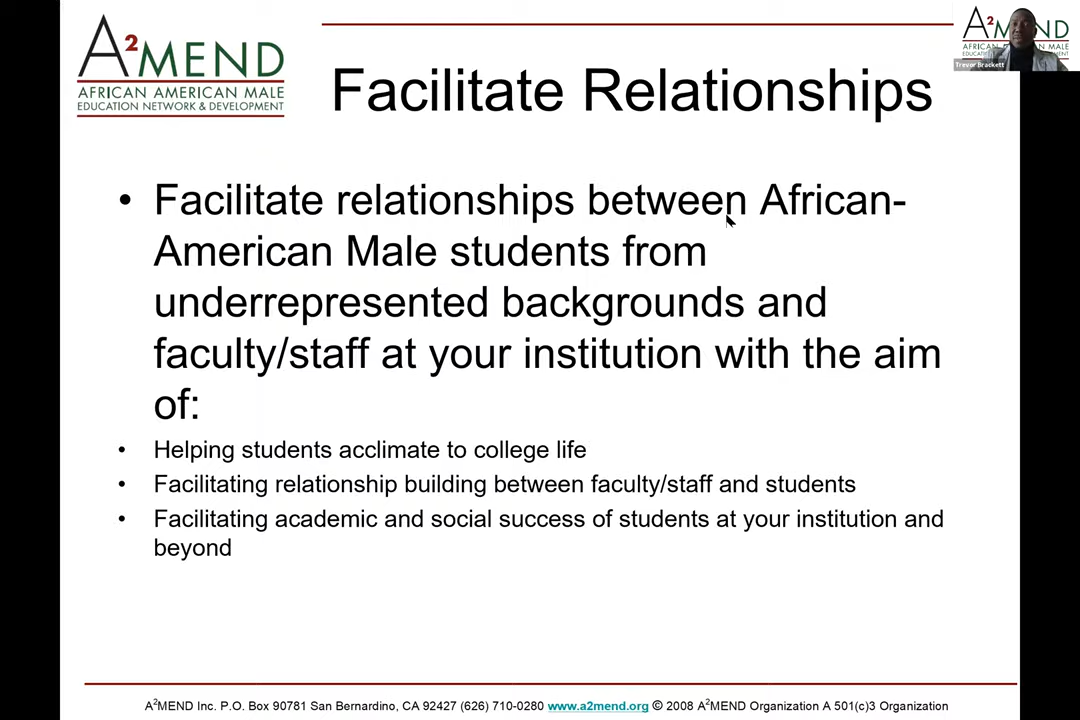 A²MEND
AFRICAN AMERICAN MALE
EDUCATION NETWORK & DEVELOPMENT
Facilitate Relationships
Trever Brackett
• Facilitate relationships between African-
American Male students from
underrepresented backgrounds and
faculty/staff at your institution with the aim
of:
• Helping students acclimate to college life
• Facilitating relationship building between faculty/staff and students
• Facilitating academic and social success of students at your institution and
beyond
A²MEND Inc. P.O. Box 90781 San Bernardino, CA 92427 (626) 710-0280 www.a2mend.org © 2008 A²MEND Organization A 501(c)3 Organization